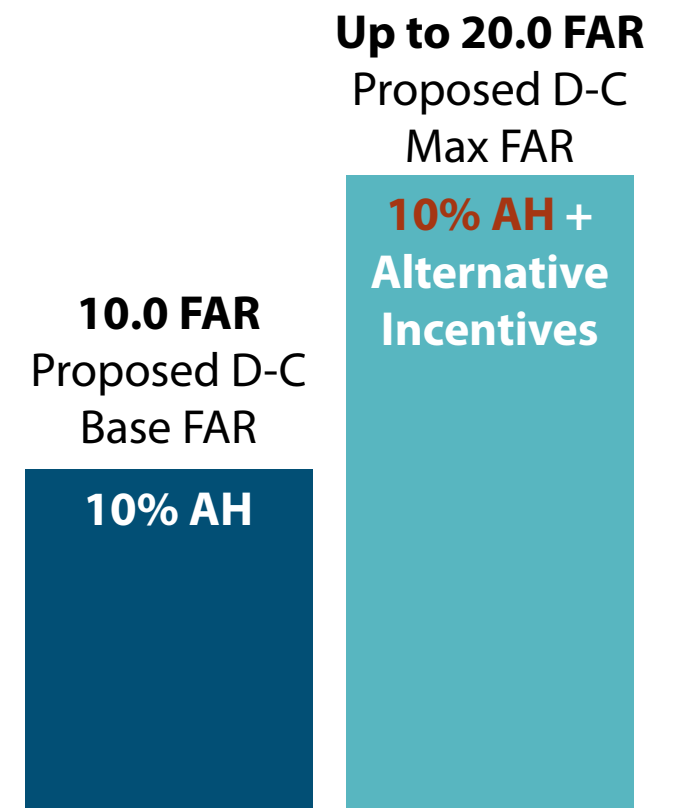 Up to 20.0 FAR
Proposed D-C
Max FAR
10% AH +
Alternative
Incentives
10.0 FAR
Proposed D-C
Base FAR
10% AH